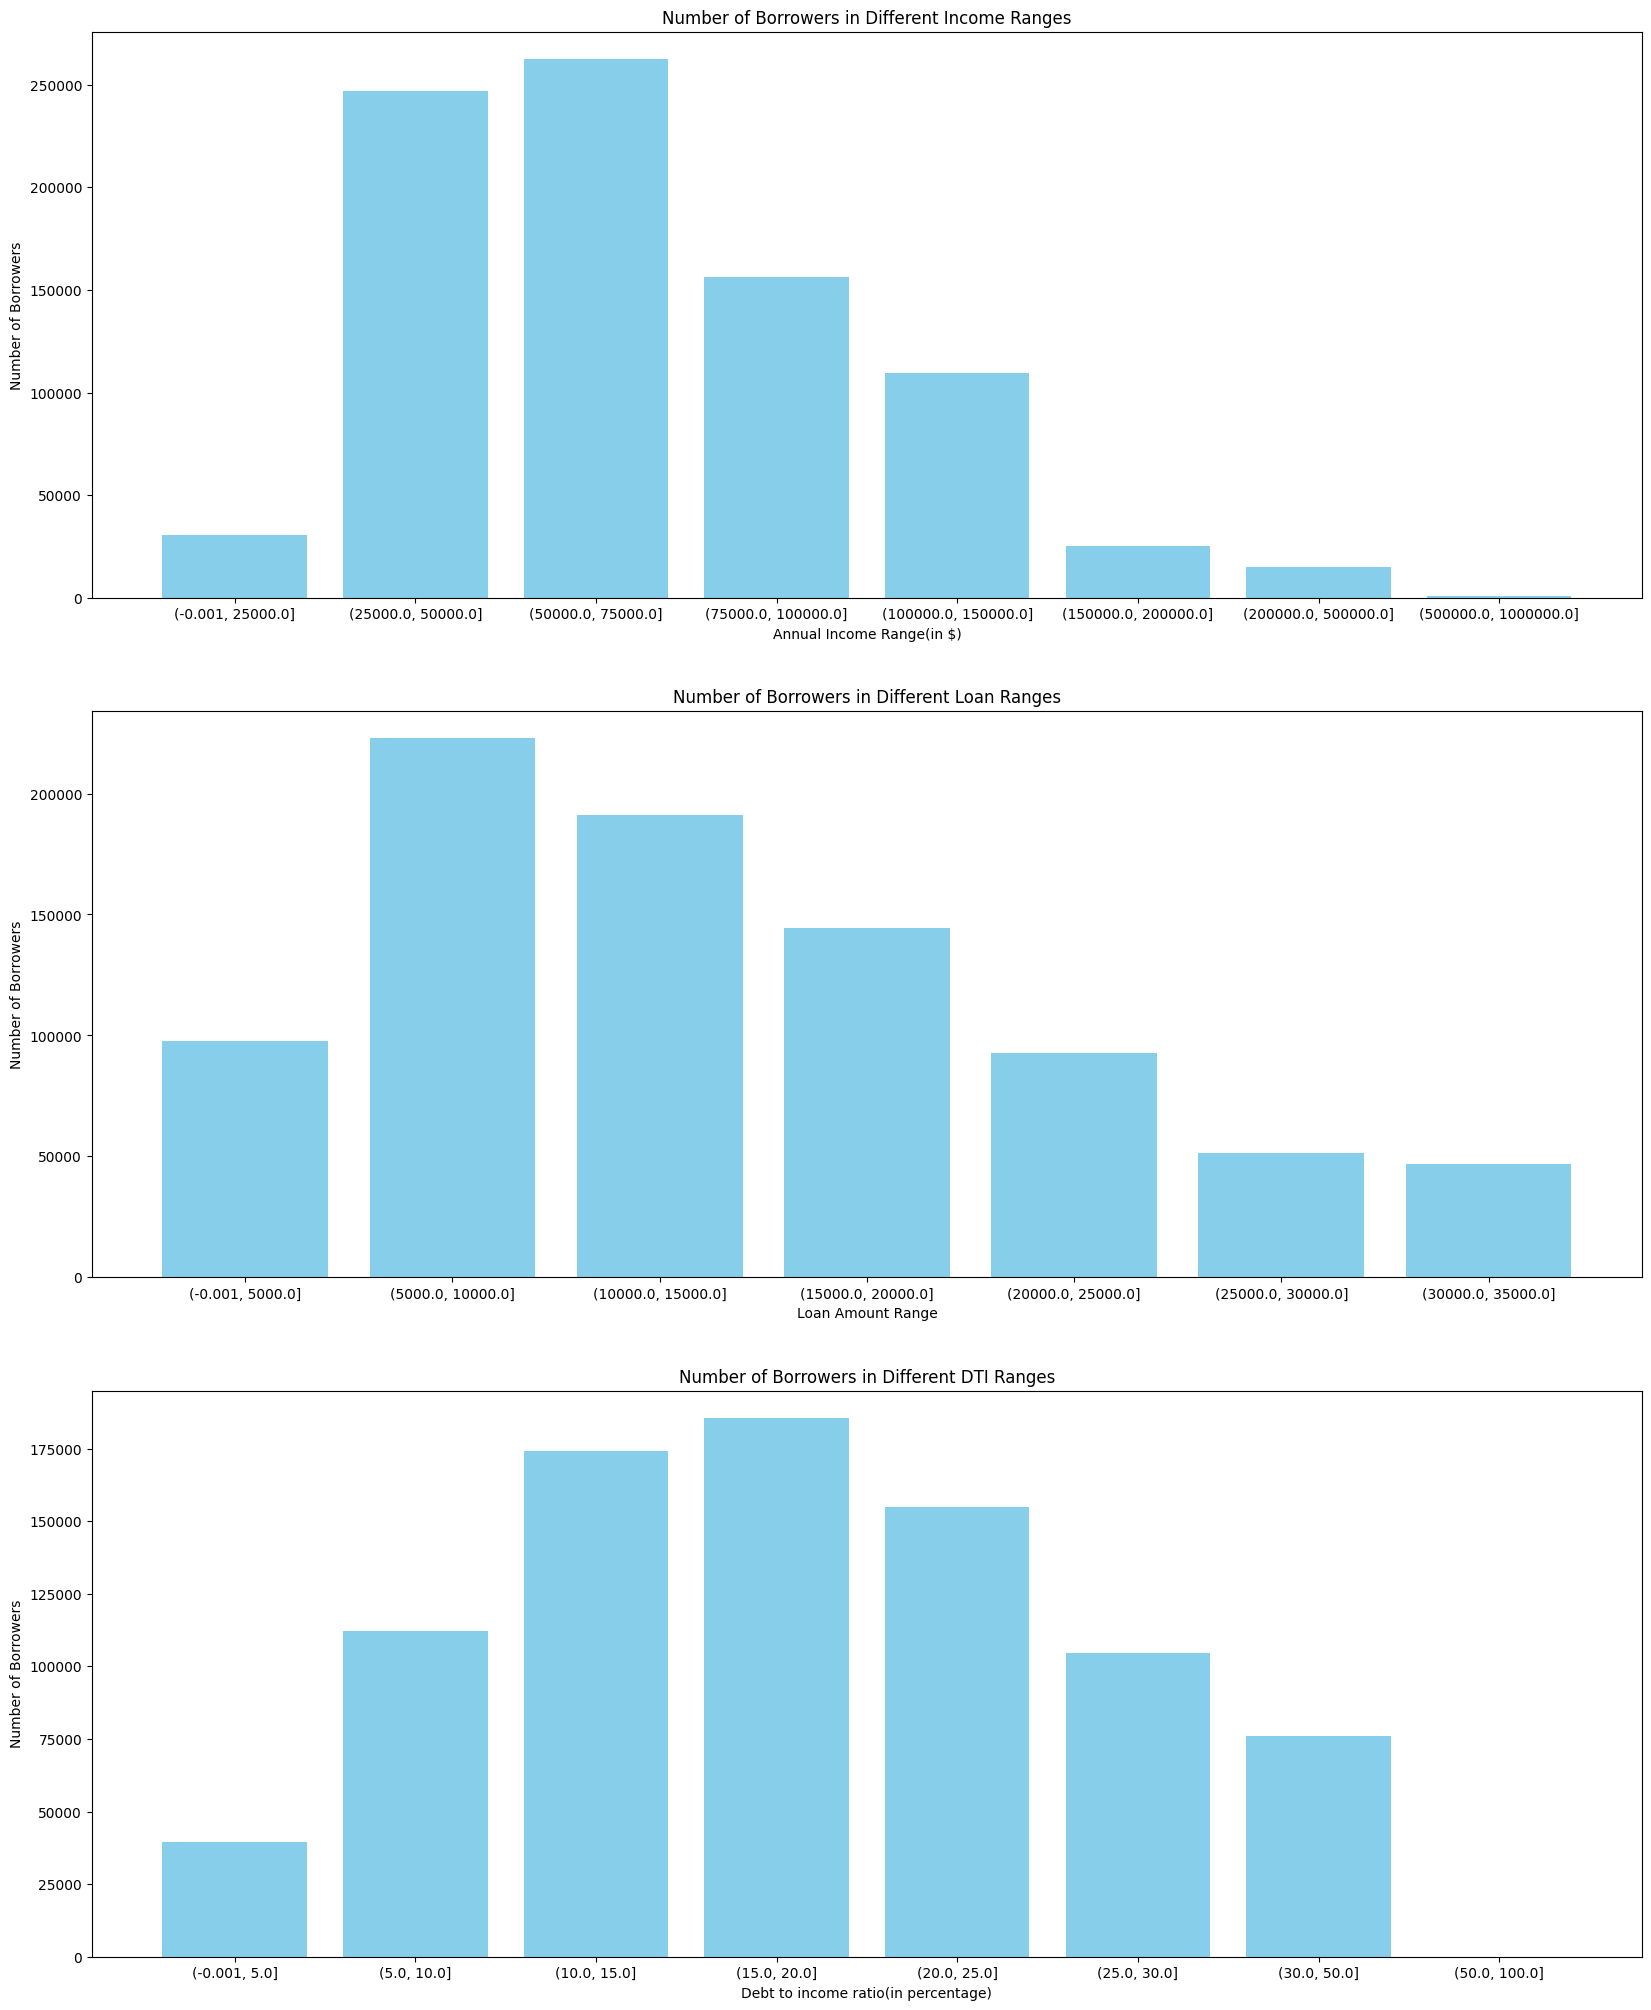 Number of Borrowers in Different Income Ranges
Number of Borrowers
250000
200000
150000
100000
50000
0
(-0.001, 25000.0] (25000.0, 50000.0] (50000.0, 75000.0] (75000.0, 100000.0] (100000.0, 150000.0] (150000.0, 200000.0] (200000.0, 500000.0] (500000.0, 1000000.0]
Annual Income Range(in $)
Number of Borrowers in Different Loan Ranges
Number of Borrowers
200000
150000
100000
50000
0
(-0.001, 5000.0] (5000.0, 10000.0] (10000.0, 15000.0] (15000.0, 20000.0] (20000.0, 25000.0] (25000.0, 30000.0] (30000.0, 35000.0]
Loan Amount Range
Number of Borrowers in Different DTI Ranges
Number of Borrowers
175000
150000
125000
100000
75000
50000
25000
0
(-0.001, 5.0] (5.0, 10.0] (10.0, 15.0] (15.0, 20.0] (20.0, 25.0] (25.0, 30.0] (30.0, 50.0] (50.0, 100.0]
Debt to income ratio(in percentage)